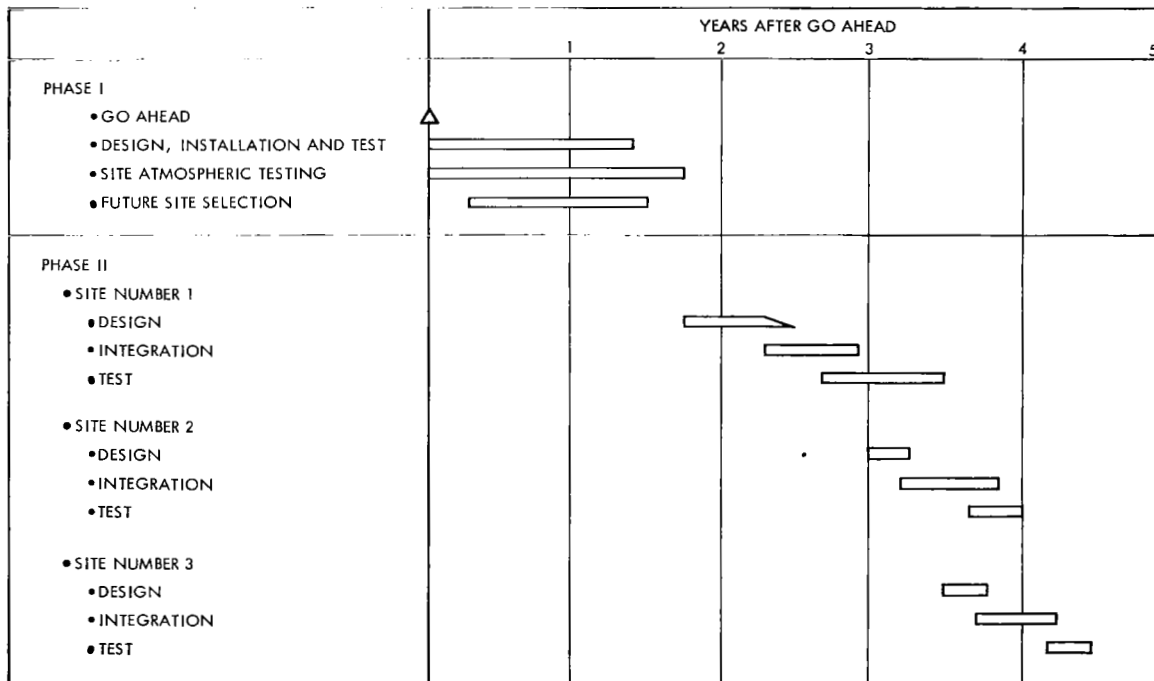 YEARS AFTER GO AHEAD
1 2 3 4 5
PHASE I
• GO AHEAD
• DESIGN, INSTALLATION AND TEST
• SITE ATMOSPHERIC TESTING
• FUTURE SITE SELECTION
PHASE II
• SITE NUMBER 1
• DESIGN
• INTEGRATION
• TEST
• SITE NUMBER 2
• DESIGN
• INTEGRATION
• TEST
• SITE NUMBER 3
• DESIGN
• INTEGRATION
• TEST